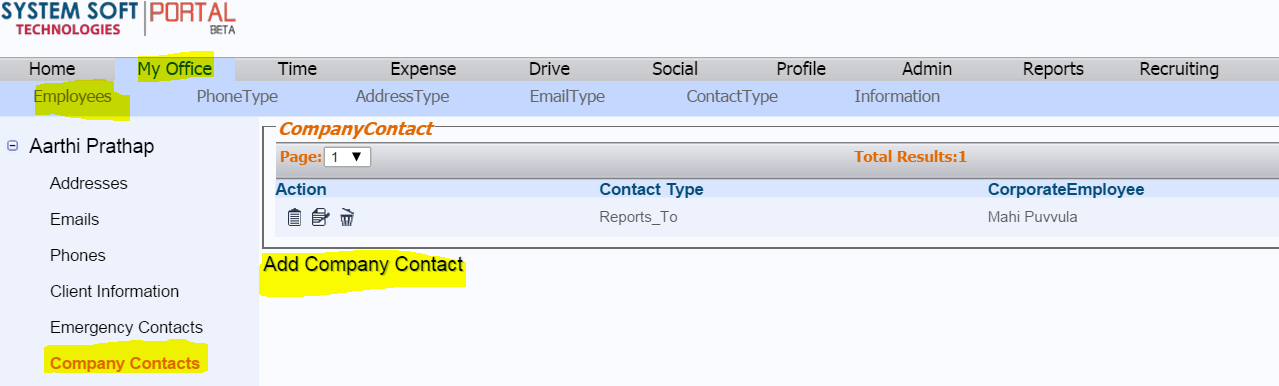 SYSTEM SOFT PORTAL
TECHNOLOGIES BETA
Home My Office Time Expense Drive Social Profile Admin Reports Recruiting
Employees PhoneType AddressType EmailType ContactType Information
Aarthi Prathap
Addresses
Emails
Phones
Client Information
Emergency Contacts
Company Contacts
CompanyContact
Page: 1 Total Results:1
Action Contact Type CorporateEmployee
Reports_To Mahi Puvvula
Add Company Contact